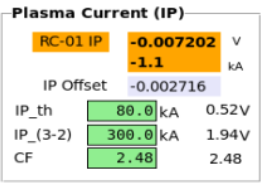 Plasma Current (IP)
RC-01 IP -0.007202 V
-1.1 kA
IP Offset -0.002716
IP_th 80.0 kA 0.52V
IP_(3-2) 300.0 kA 1.94V
CF 2.48 2.48